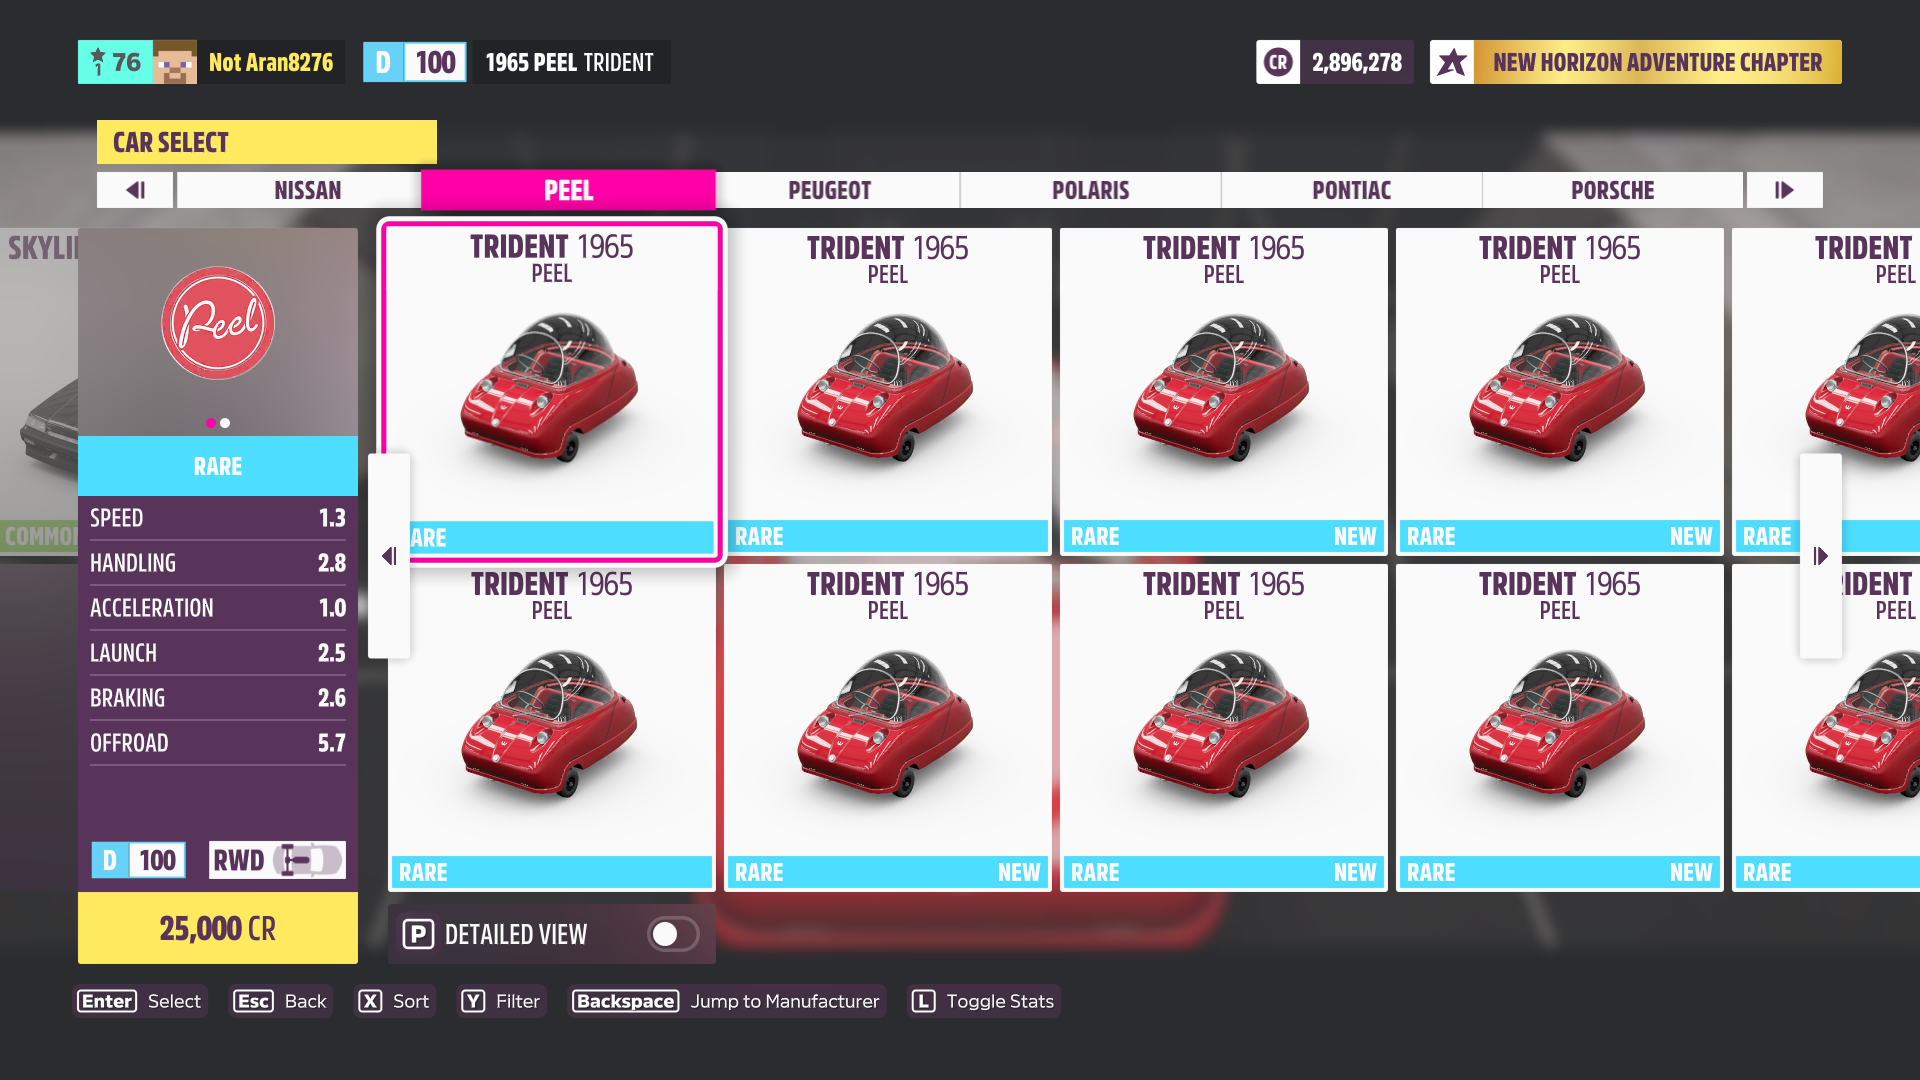 1 76 Not Aran8276 D 100 1965 PEEL TRIDENT CR 2,896,278 NEW HORIZON ADVENTURE CHAPTER
CAR SELECT
NISSAN PEEL PEUGEOT POLARIS PONTIAC PORSCHE
SKYLI
COMMO
Peel
RARE
SPEED 1.3
HANDLING 2.8
ACCELERATION 1.0
LAUNCH 2.5
BRAKING 2.6
OFFROAD 5.7
D 100 RWD
25,000 CR
TRIDENT 1965 TRIDENT 1965 TRIDENT 1965 TRIDENT 1965 TRIDENT
PEEL PEEL PEEL PEEL PEEL
ARE RARE RARE NEW RARE NEW RARE
TRIDENT 1965 TRIDENT 1965 TRIDENT 1965 TRIDENT 1965 RIDENT
PEEL PEEL PEEL PEEL PEEL
RARE RARE NEW RARE NEW RARE NEW RARE
P DETAILED VIEW
Enter Select Esc Back X Sort Y Filter Backspace Jump to Manufacturer L Toggle Stats